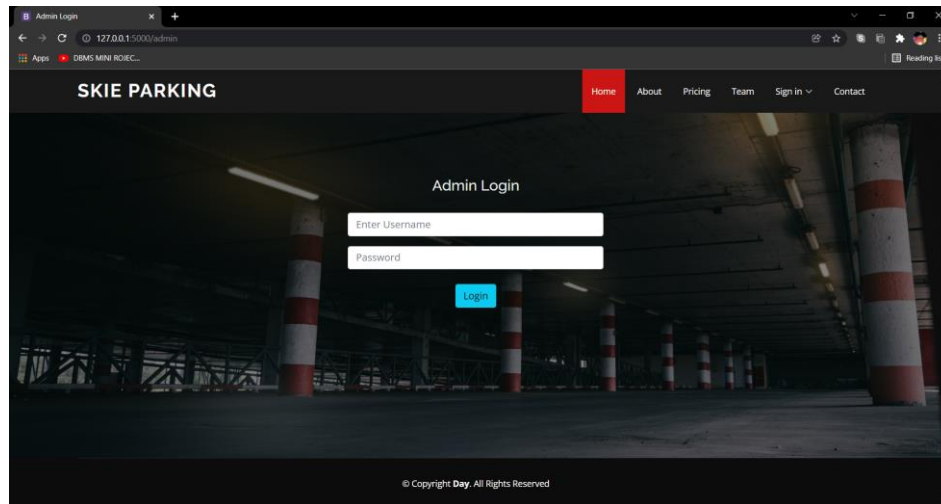 B Admin Login
127.0.0.1:5000/admin
Apps DBMS MINI ROJEC... Reading lis
SKIE PARKING Home About Pricing Team Sign in Contact
Admin Login
Enter Username
Password
Login
© Copyright Day. All Rights Reserved